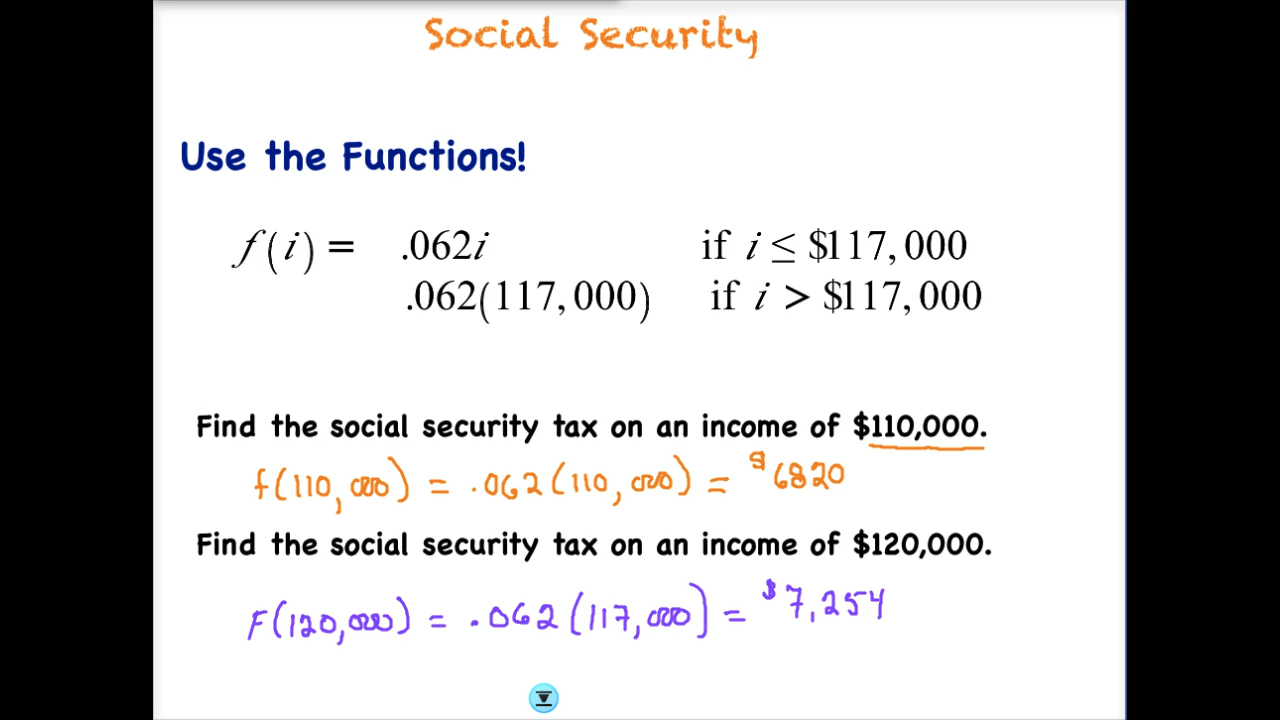 Social Security
Use the Functions!
f(i) = .062i if i ≤ $117,000
.062(117,000) if i > $117,000
Find the social security tax on an income of $110,000.
f(110,000) = .062(110,000) = $6820
Find the social security tax on an income of $120,000.
F(120,000) = .062(117,000) = $7,254